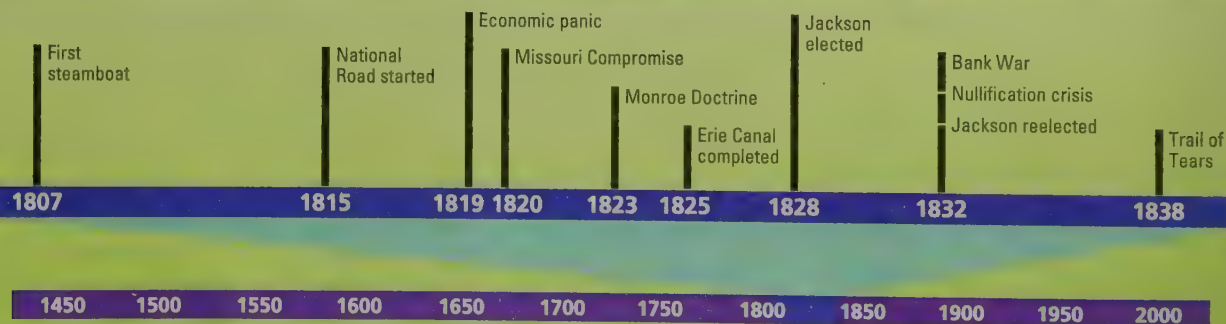 First
steamboat
National
Road started
Economic panic
Missouri Compromise
Monroe Doctrine
Erie Canal
completed
Jackson
elected
Bank War
Nullification crisis
Jackson reelected
Trail of
Tears
1807 1815 1819 1820 1823 1825 1828 1832 1838
1450 1500 1550 1600 1650 1700 1750 1800 1850 1900 1950 2000